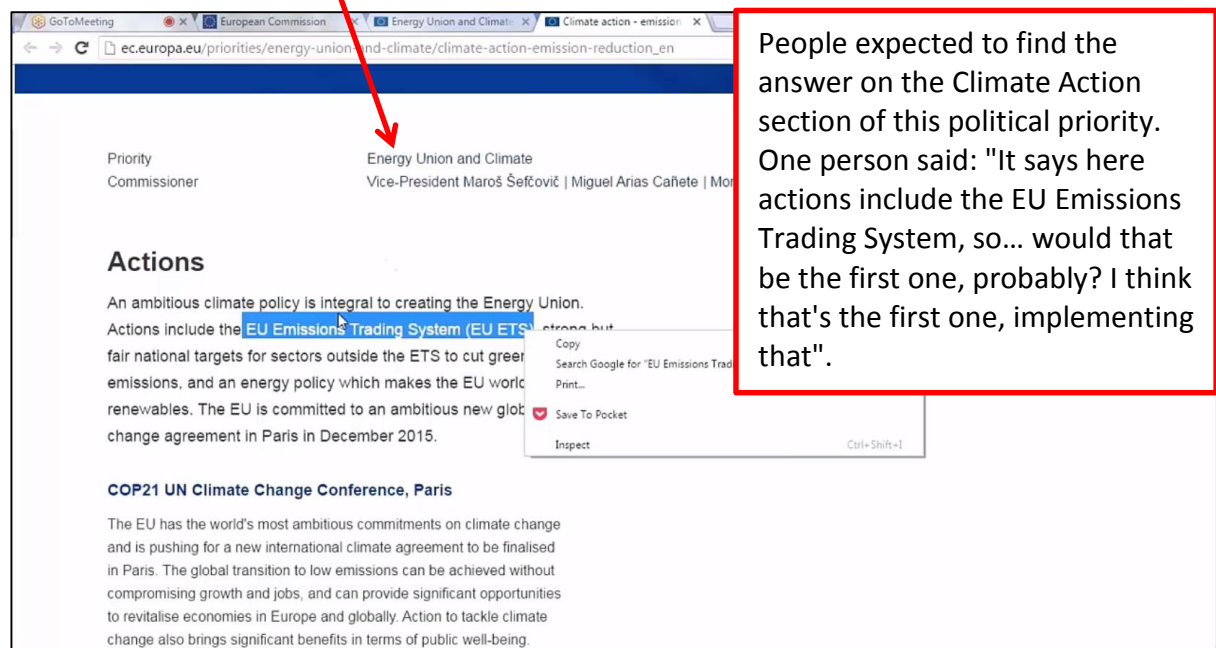 GoToMeeting
European Commission
Energy Union and Climate
Climate action - emission
ec.europa.eu/priorities/energy-union-and-climate/climate-action-emission-reduction_en
People expected to find the
answer on the Climate Action
section of this political priority.
One person said: "It says here
actions include the EU Emissions
Trading System, so… would that
be the first one, probably? I think
that's the first one, implementing
that".
Priority Energy Union and Climate
Commissioner Vice-President Maroš Šefčovič | Miguel Arias Cañete |
Actions
An ambitious climate policy is integral to creating the Energy Union.
Actions include the EU Emissions Trading System (EU ETS), strong but
fair national targets for sectors outside the ETS to cut
emissions, and an energy policy which makes the EU
renewables. The EU is committed to an ambitious new
change agreement in Paris in December 2015.
Copy
Search Google for "EU Emissions
Print...
Save To Pocket
Inspect Ctrl+Shift+I
COP21 UN Climate Change Conference, Paris
The EU has the world's most ambitious commitments on climate change
and is pushing for a new international climate agreement to be finalised
in Paris. The global transition to low emissions can be achieved without
compromising growth and jobs, and can provide significant opportunities
to revitalise economies in Europe and globally. Action to tackle climate
change also brings significant benefits in terms of public well-being.